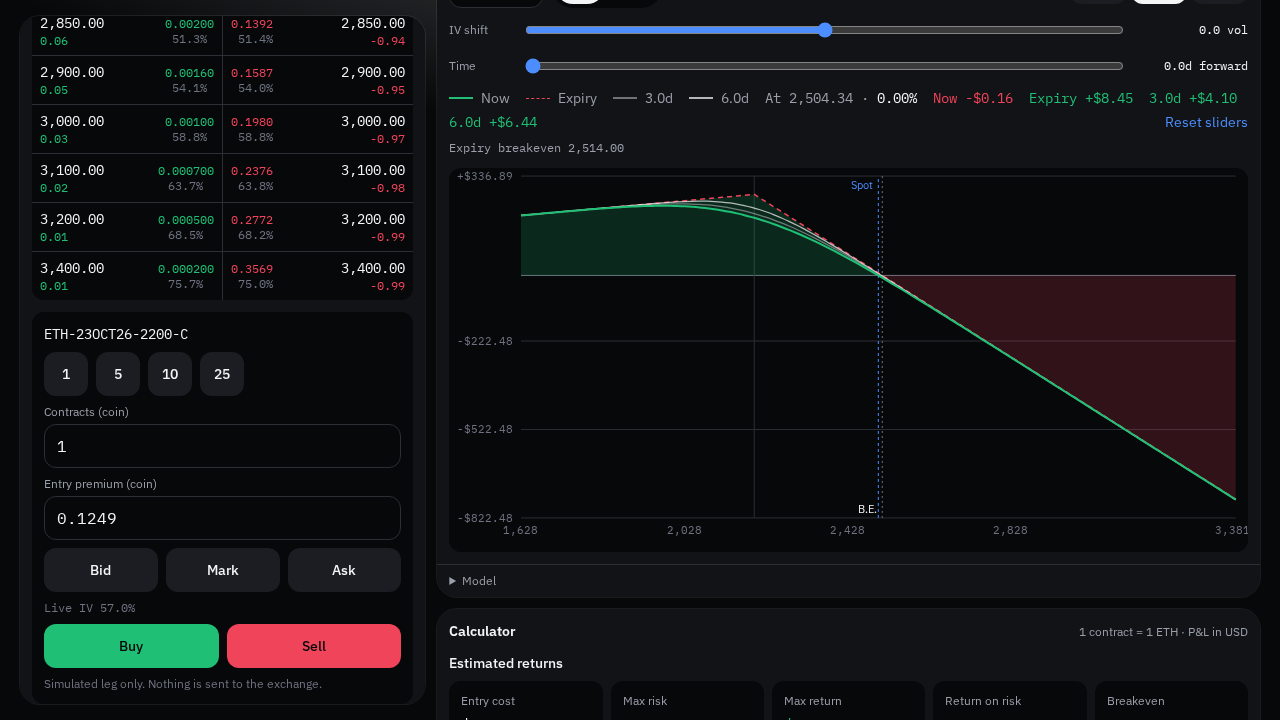 2,850.00 0.00200 0.1392 2,850.00
0.06 51.3% 51.4% -0.94
2,900.00 0.00160 0.1587 2,900.00
0.05 54.1% 54.0% -0.95
3,000.00 0.00100 0.1980 3,000.00
0.03 58.8% 58.8% -0.97
3,100.00 0.000700 0.2376 3,100.00
0.02 63.7% 63.8% -0.98
3,200.00 0.000500 0.2772 3,200.00
0.01 68.5% 68.2% -0.99
3,400.00 0.000200 0.3569 3,400.00
0.01 75.7% 75.0% -0.99
ETH-23OCT26-2200-C
1 5 10 25
Contracts (coin)
1
Entry premium (coin)
0.1249
Bid Mark Ask
Live IV 57.0%
Buy Sell
Simulated leg only. Nothing is sent to the exchange.
IV shift 0.0 vol
Time 0.0d forward
Now Expiry 3.0d 6.0d At 2,504.34 · 0.00% Now -$0.16 Expiry +$8.45 3.0d +$4.10
6.0d +$6.44 Reset sliders
Expiry breakeven 2,514.00
+$336.89
Spot
-$222.48
-$522.48
B.E.
-$822.48
1,628 2,028 2,428 2,828 3,381
▶ Model
Calculator 1 contract = 1 ETH · P&L in USD
Estimated returns
Entry cost Max risk Max return Return on risk Breakeven